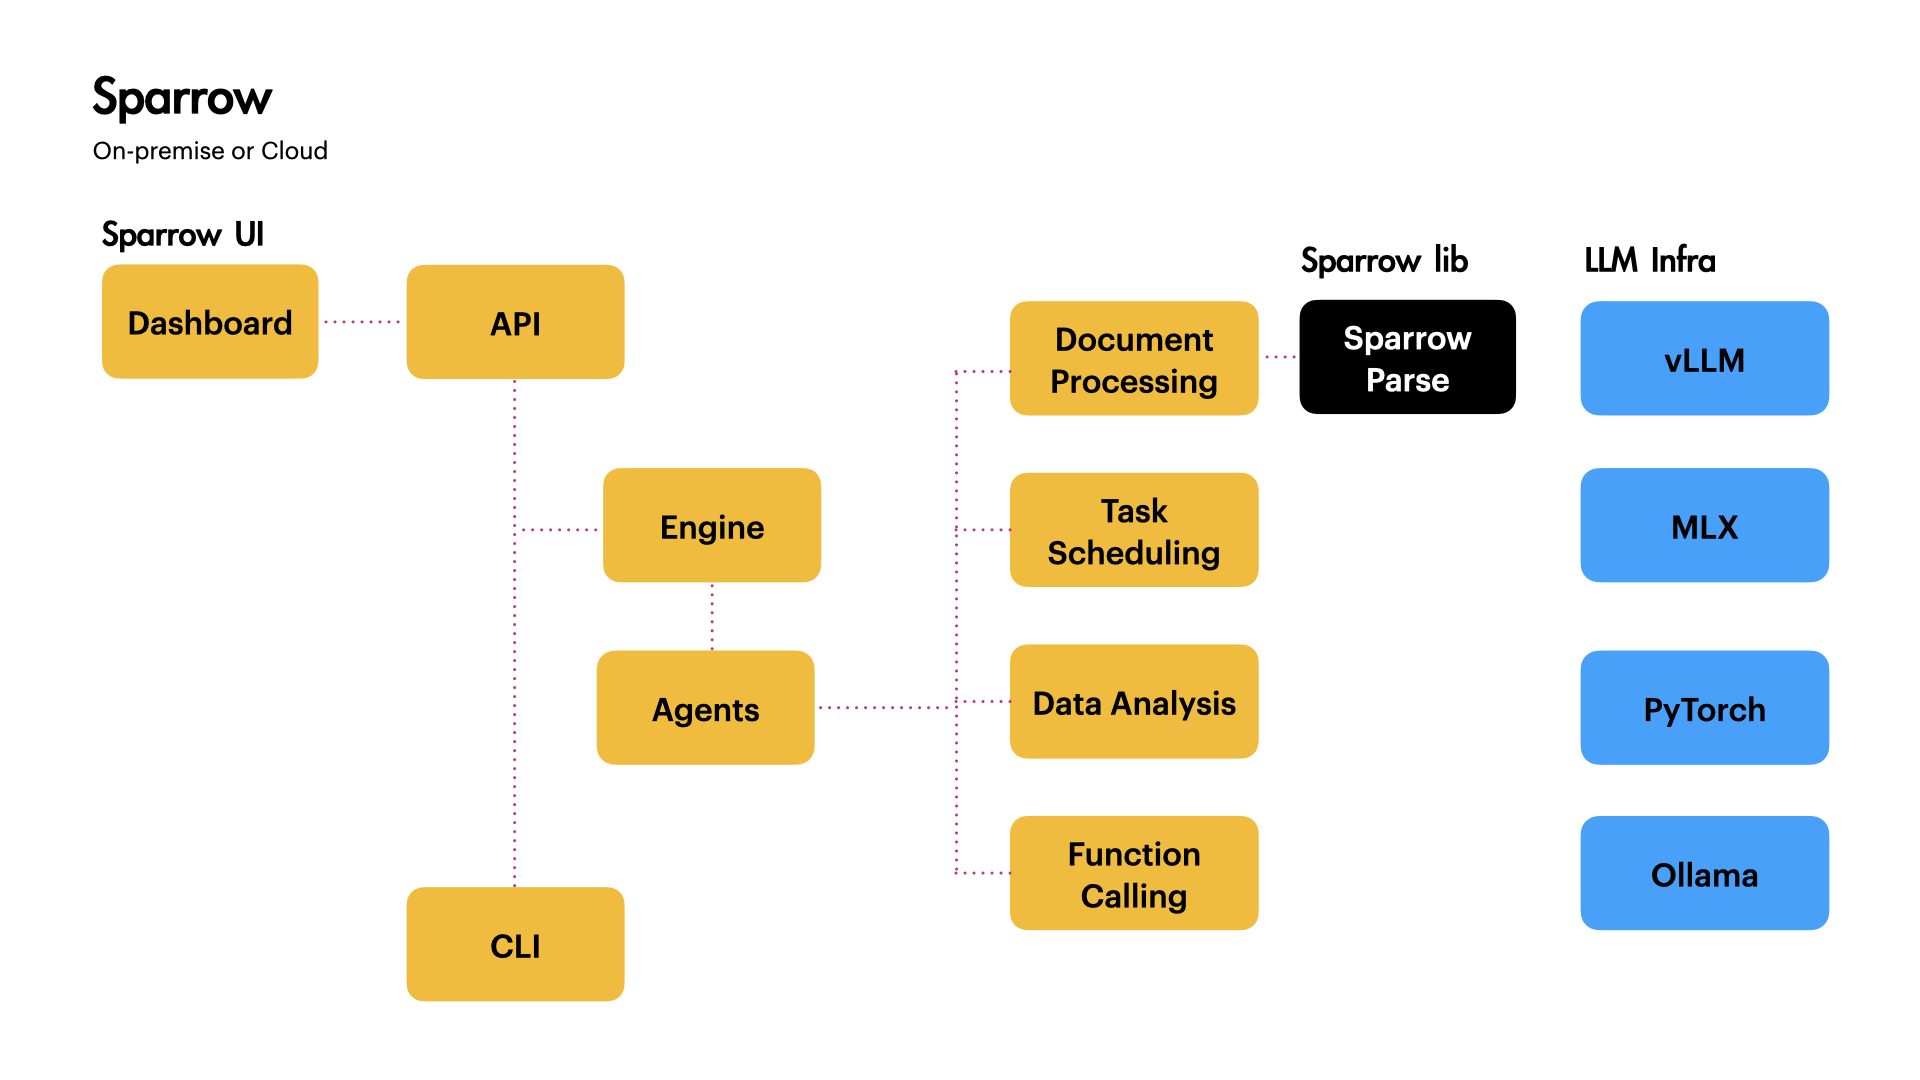 Sparrow
On-premise or Cloud
Sparrow UI
Dashboard
API
Engine
Agents
CLI
Document
Processing
Task
Scheduling
Data Analysis
Function
Calling
Sparrow lib
Sparrow
Parse
LLM Infra
vLLM
MLX
PyTorch
Ollama